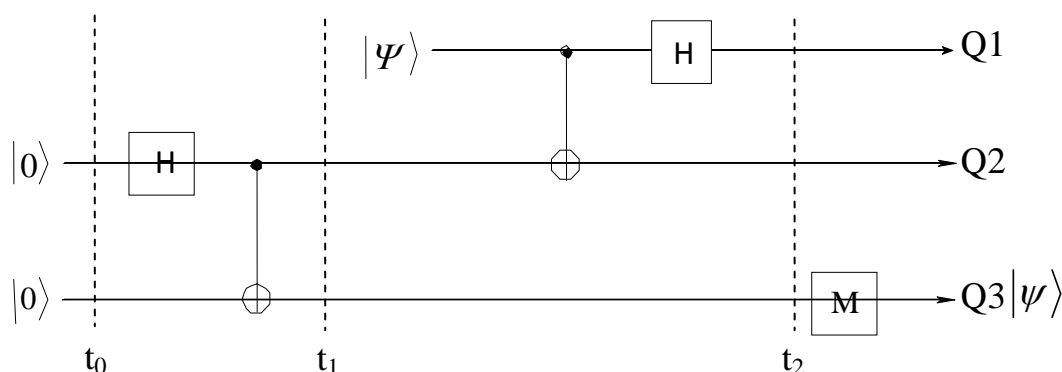 |Ψ⟩ H Q1
|0⟩ H Q2
|0⟩ M Q3|ψ⟩
t₀ t₁ t₂